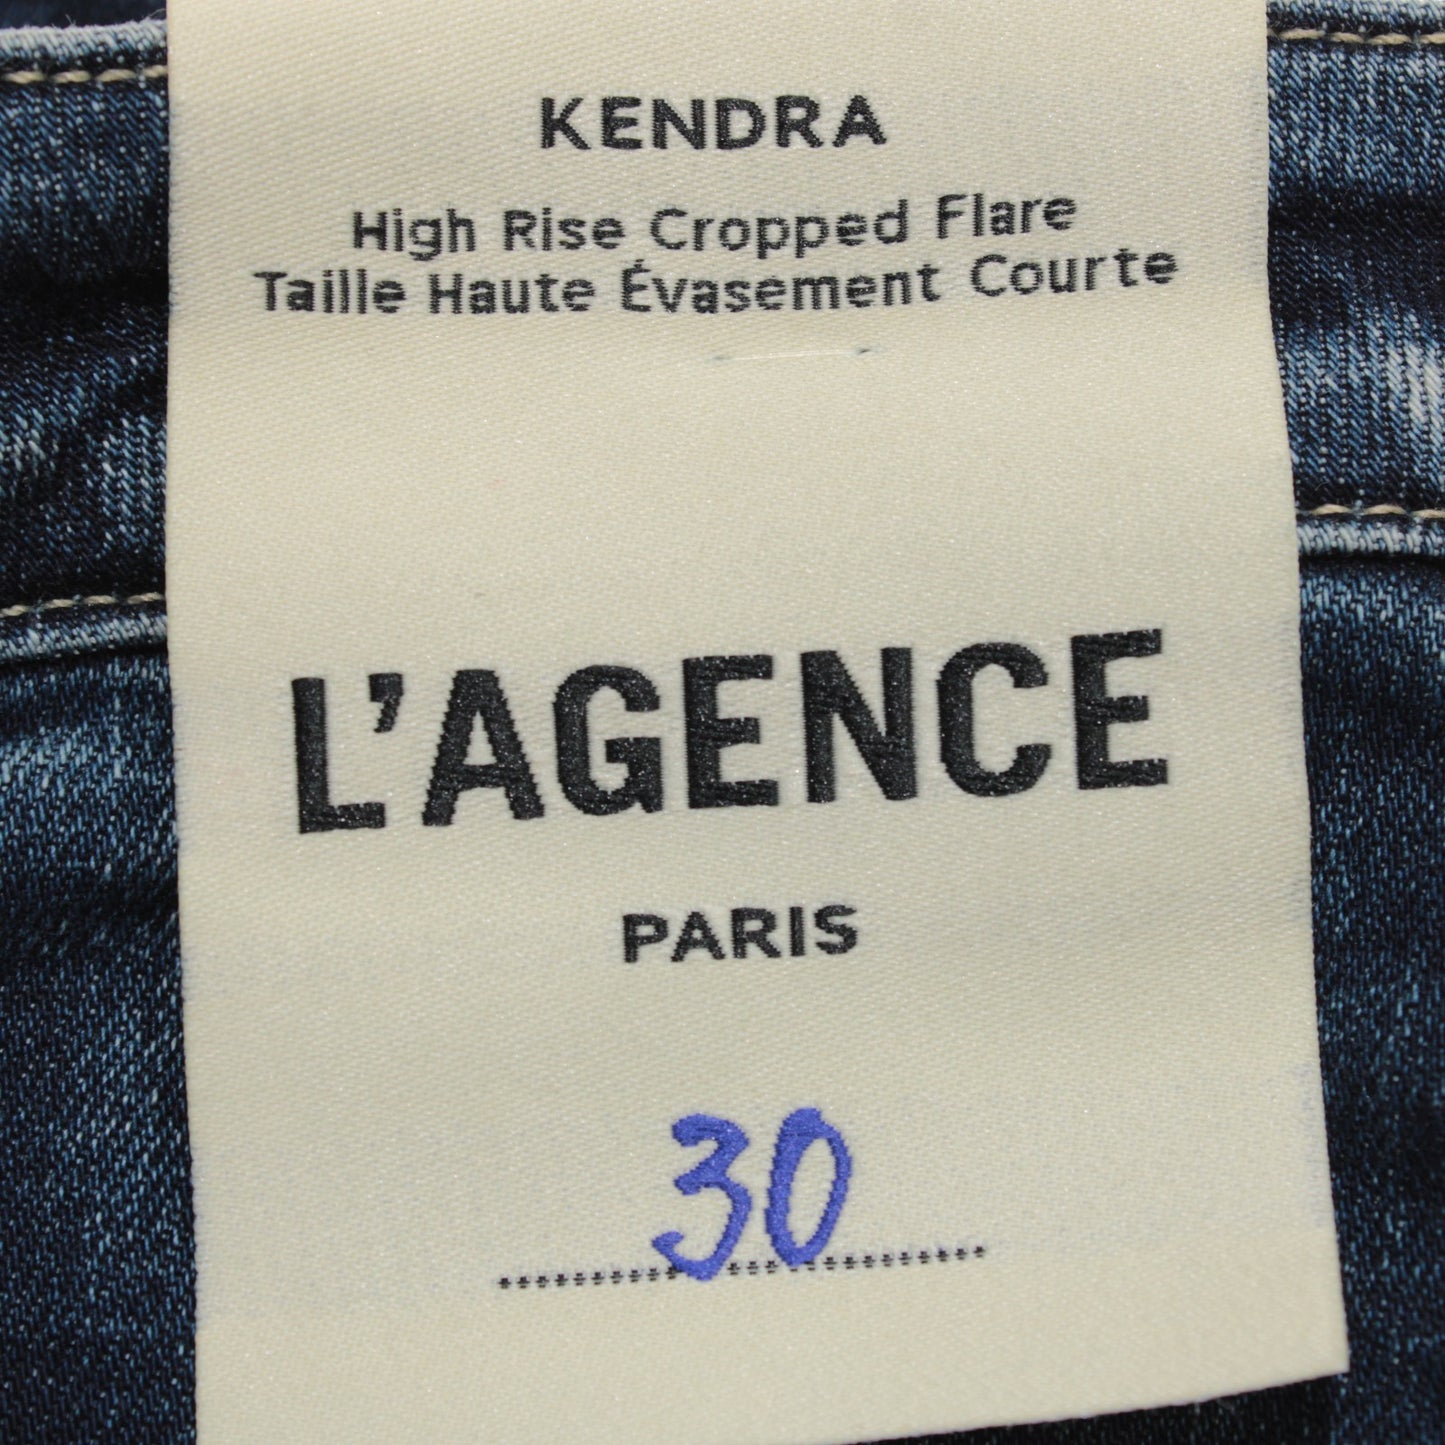 KENDRA
High Rise Cropped Flare
Taille Haute Évasement Courte
L'AGENCE
PARIS
30